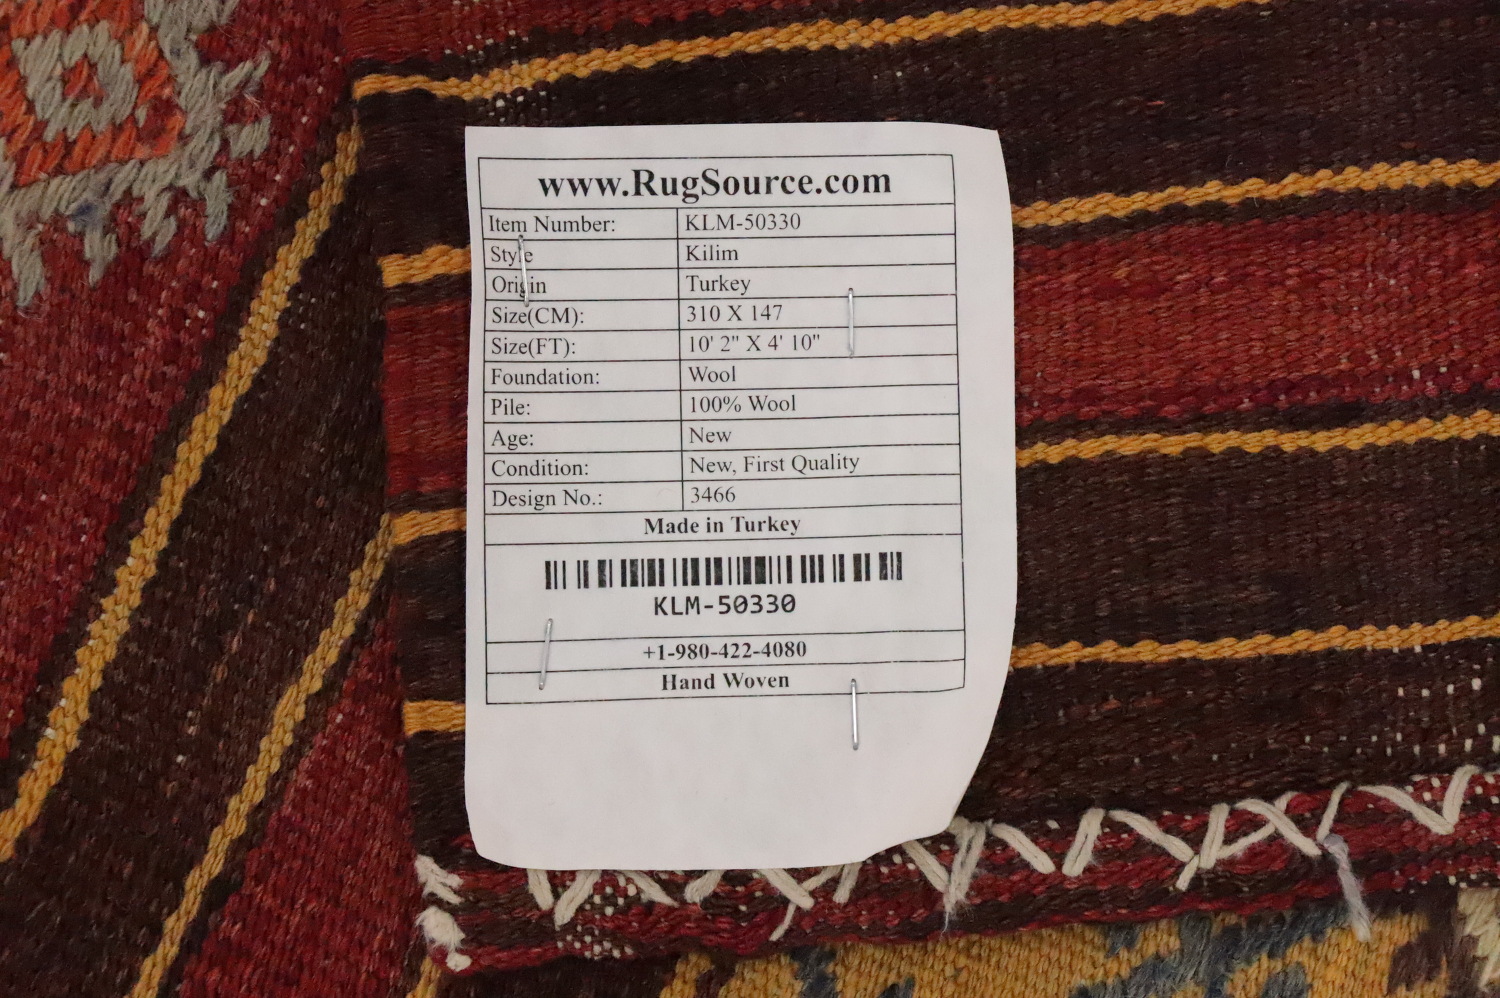 www.RugSource.com
Item Number: KLM-50330
Style Kilim
Origin Turkey
Size(CM): 310 X 147
Size(FT): 10' 2" X 4' 10"
Foundation: Wool
Pile: 100% Wool
Age: New
Condition: New, First Quality
Design No.: 3466
Made in Turkey
KLM-50330
+1-980-422-4080
Hand Woven